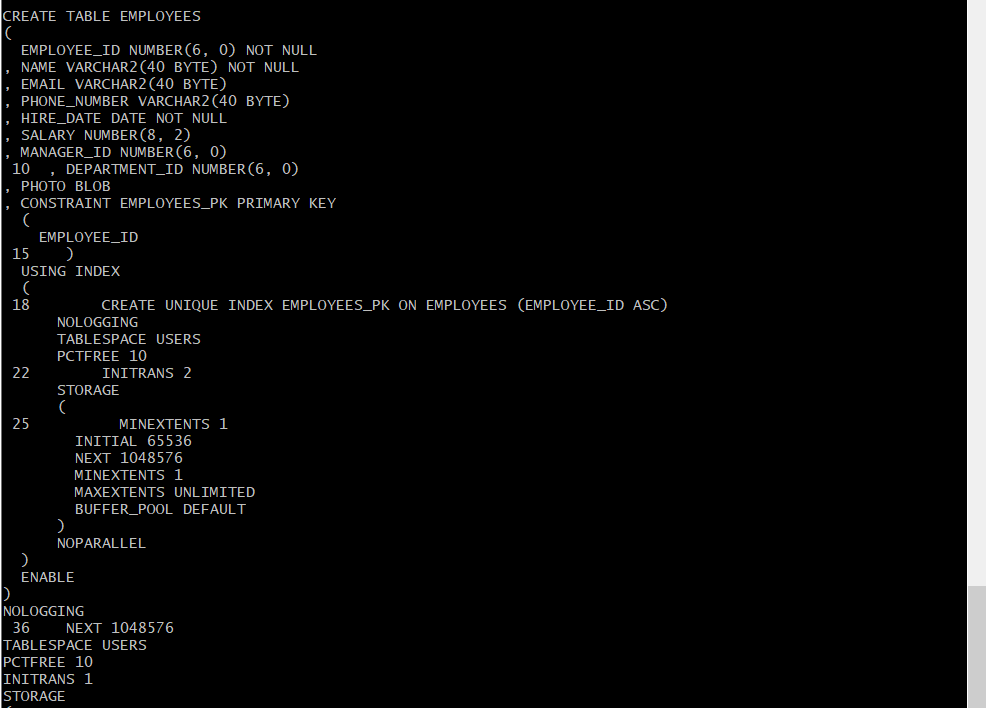 CREATE TABLE EMPLOYEES
(
  EMPLOYEE_ID NUMBER(6, 0) NOT NULL
, NAME VARCHAR2(40 BYTE) NOT NULL
, EMAIL VARCHAR2(40 BYTE)
, PHONE_NUMBER VARCHAR2(40 BYTE)
, HIRE_DATE DATE NOT NULL
, SALARY NUMBER(8, 2)
, MANAGER_ID NUMBER(6, 0)
 10  , DEPARTMENT_ID NUMBER(6, 0)
, PHOTO BLOB
, CONSTRAINT EMPLOYEES_PK PRIMARY KEY
  (
    EMPLOYEE_ID
 15    )
  USING INDEX
  (
 18        CREATE UNIQUE INDEX EMPLOYEES_PK ON EMPLOYEES (EMPLOYEE_ID ASC)
      NOLOGGING
      TABLESPACE USERS
      PCTFREE 10
 22        INITRANS 2
      STORAGE
      (
 25          MINEXTENTS 1
        INITIAL 65536
        NEXT 1048576
        MINEXTENTS 1
        MAXEXTENTS UNLIMITED
        BUFFER_POOL DEFAULT
      )
      NOPARALLEL
  )
  ENABLE
)
NOLOGGING
 36    NEXT 1048576
TABLESPACE USERS
PCTFREE 10
INITRANS 1
STORAGE